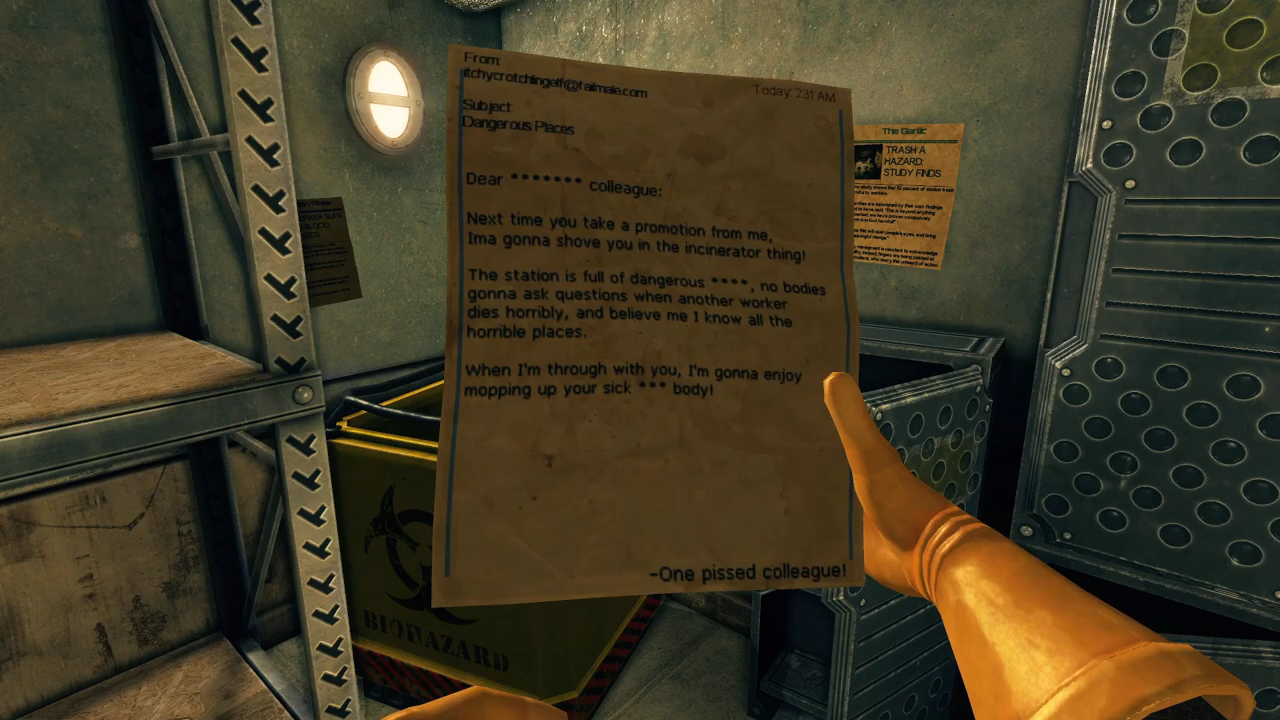 From:
itchycrotchlingelf@failmale.com
Today 2:31 AM
Subject:
Dangerous Places
Dear ******* colleague:
Next time you take a promotion from me,
Ima gonna shove you in the incinerator thing!
The station is full of dangerous ****, no bodies
gonna ask questions when another worker
dies horribly, and believe me I know all the
horrible places.
When I'm through with you, I'm gonna enjoy
mopping up your sick *** body!
-One pissed colleague!
The Garlic
TRASH A
HAZARD,
STUDY FINDS
BIOHAZARD